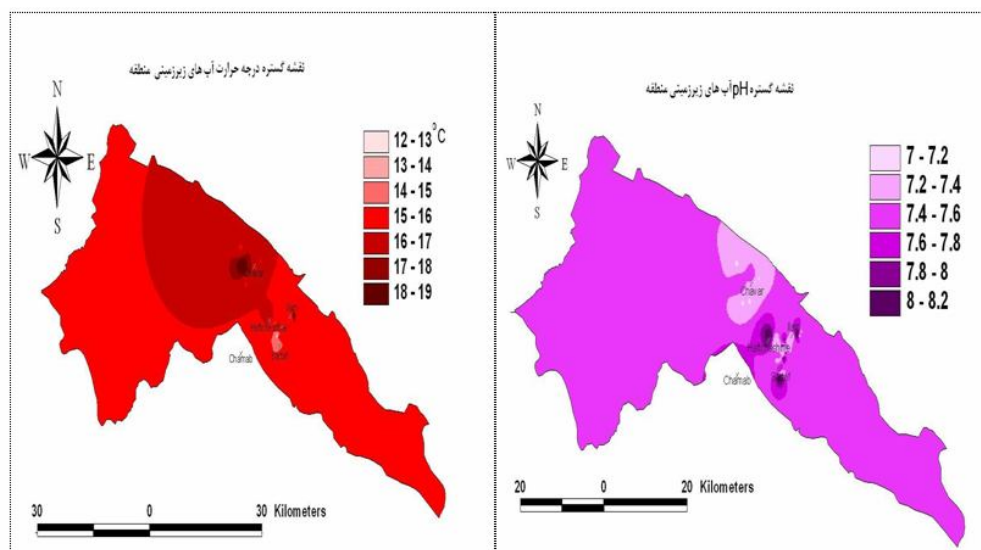 نقشه گستره درجه حرارت آب های زیرزمینی منطقه
N
W E
S
12 - 13°C
13 - 14
14 - 15
15 - 16
16 - 17
17 - 18
18 - 19
Chamab
30 0 30 Kilometers
نقشه گستره pH آب های زیرزمینی منطقه
N
W E
S
7 - 7.2
7.2 - 7.4
7.4 - 7.6
7.6 - 7.8
7.8 - 8
8 - 8.2
Chavar
Chamab
20 0 20 Kilometers